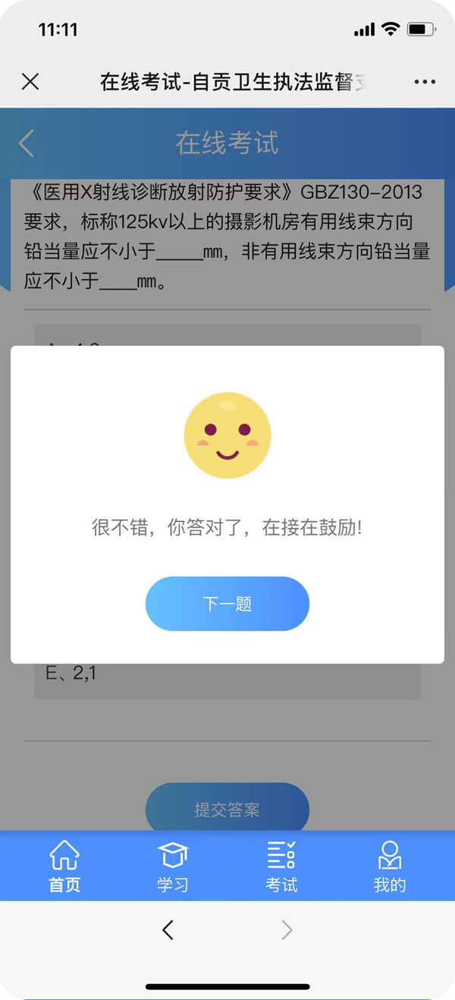 11:11
在线考试-自贡卫生执法监督
在线考试
《医用X射线诊断放射防护要求》GBZ130-2013
要求，标称125kv以上的摄影机房有用线束方向
铅当量应不小于_____mm，非有用线束方向铅当量
应不小于____mm。
很不错，你答对了，在接在鼓励!
下一题
E、2,1
提交答案
首页
学习
考试
我的